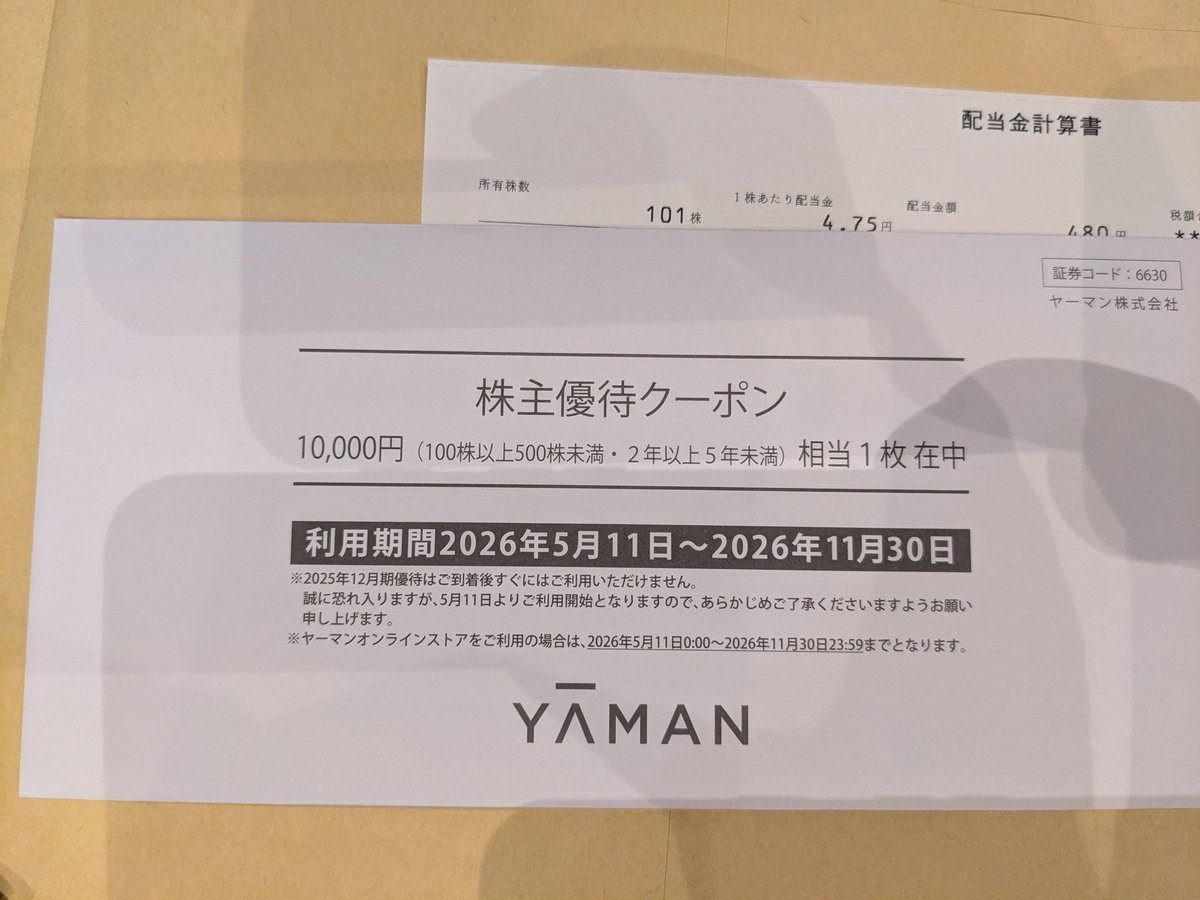 配当金計算書
所有株数
1株あたり配当金
配当金額
101株
4.75円
480円
**
証券コード：6630
ヤーマン株式会社
株主優待クーポン
10,000円（100株以上500株未満・２年以上５年未満）相当１枚 在中
利用期間2026年5月11日～2026年11月30日
※2025年12月期優待はご到着後すぐにはご利用いただけません。
誠に恐れ入りますが、5月11日よりご利用開始となりますので、あらかじめご了承くださいますようお願い
申し上げます。
※ヤーマンオンラインストアをご利用の場合は、2026年5月11日0:00～2026年11月30日23:59までとなります。
YĀMAN